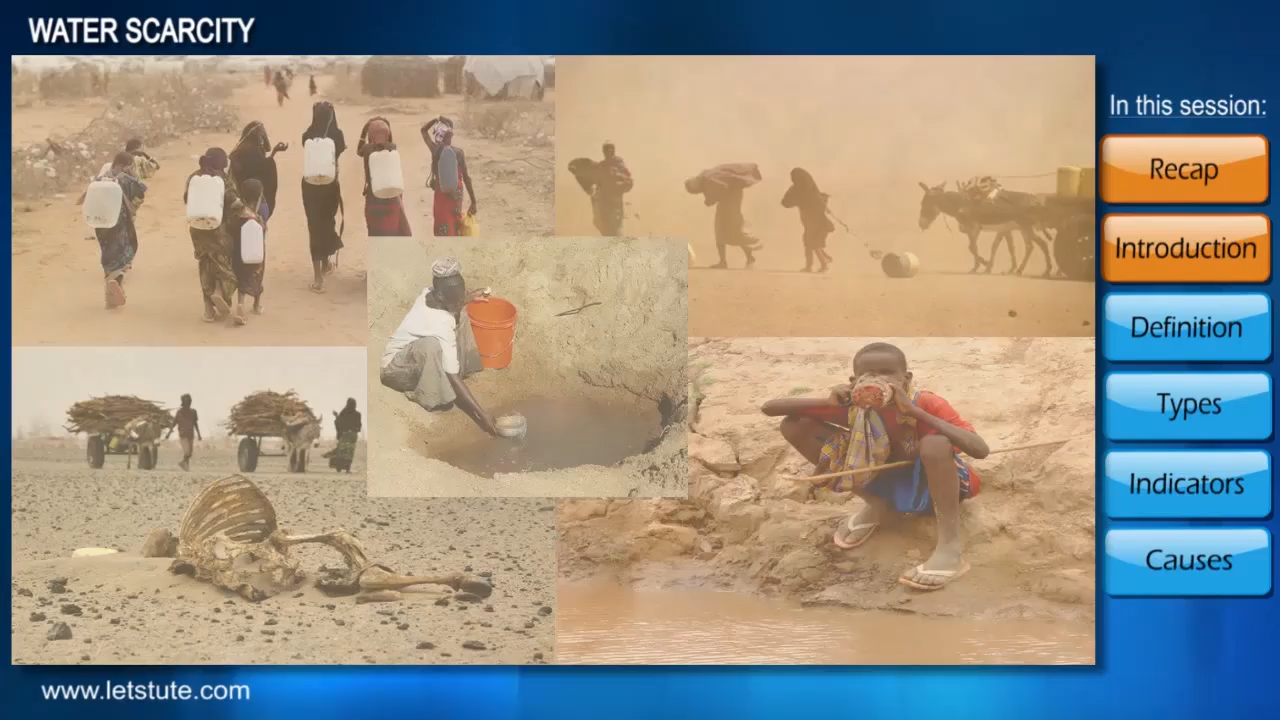 WATER SCARCITY
In this session:
Recap
Introduction
Definition
Types
Indicators
Causes
www.letstute.com